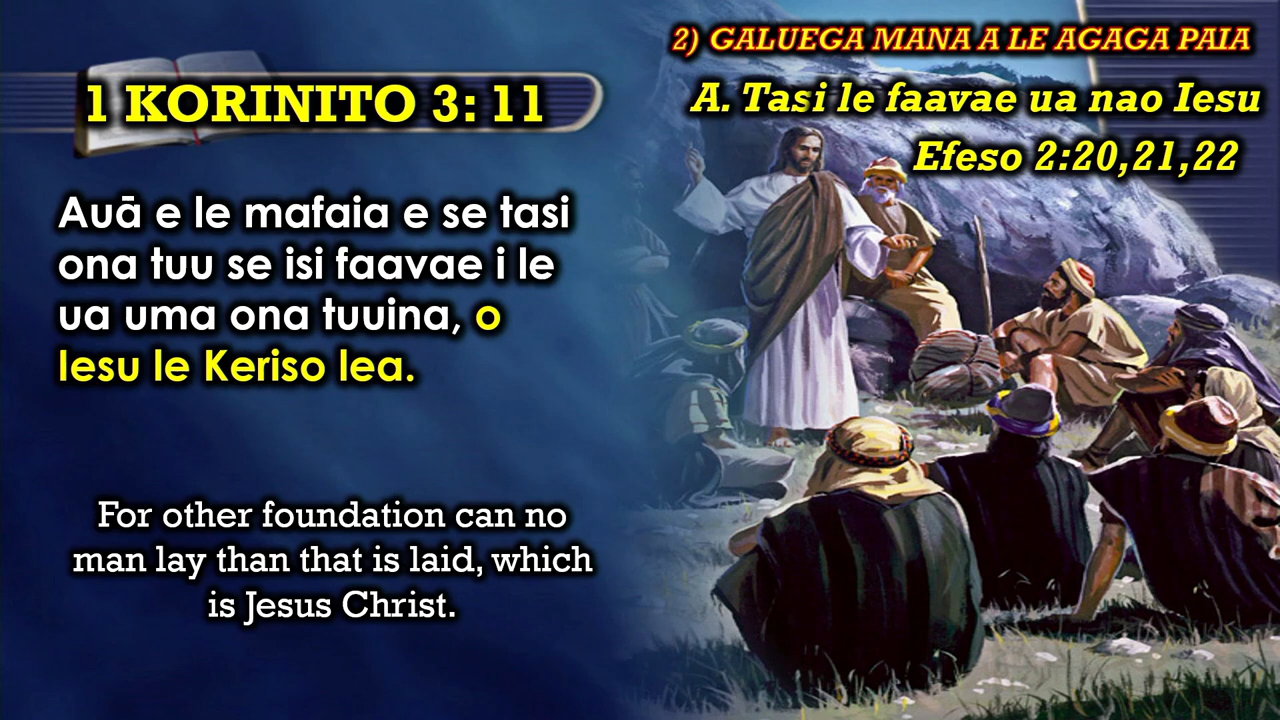 2) GALUEGA MANA A LE AGAGA PAIA
A. Tasi le faavae ua nao Iesu
Efeso 2:20,21,22
1 KORINITO 3: 11
Auā e le mafaia e se tasi
ona tuu se isi faavae i le
ua uma ona tuuina, o
Iesu le Keriso lea.
For other foundation can no
man lay than that is laid, which
is Jesus Christ.